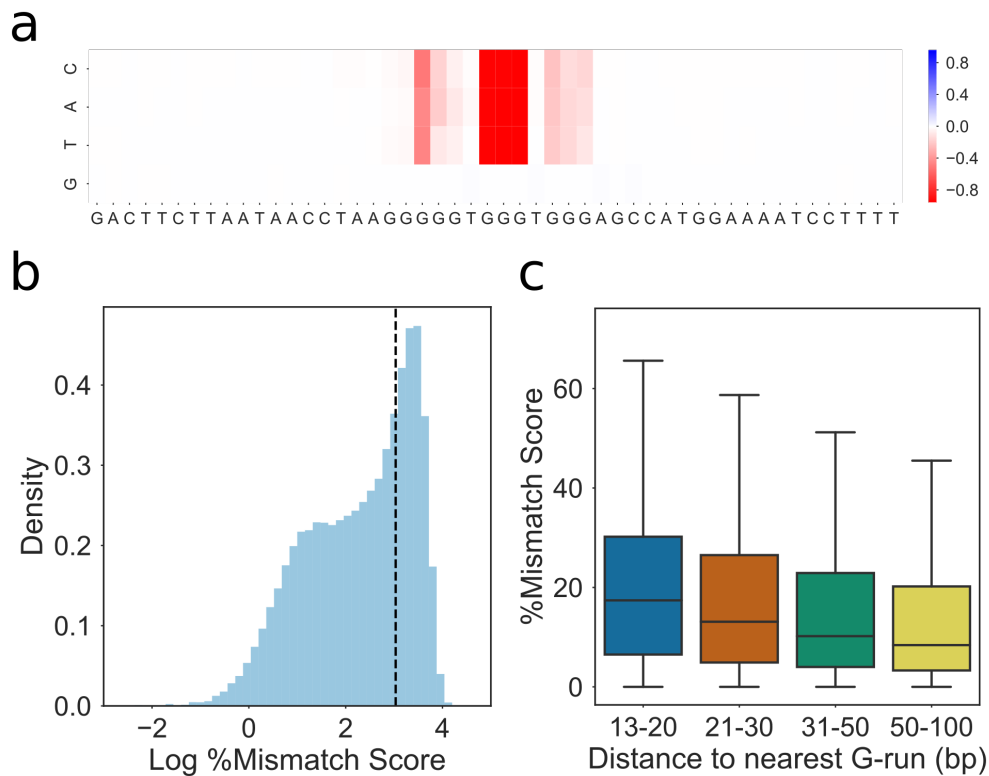 a
C
A
T
G
0.8
0.4
0.0
−0.4
−0.8
G A C T T C T T A A T A A C C T A A G G G G G T G G G T G G G A G C C A T G G A A A A T C C T T T T
b
Density
0.4
0.3
0.2
0.1
0.0
−2 0 2 4
Log %Mismatch Score
c
%Mismatch Score
60
40
20
0
13-20 21-30 31-50 50-100
Distance to nearest G-run (bp)